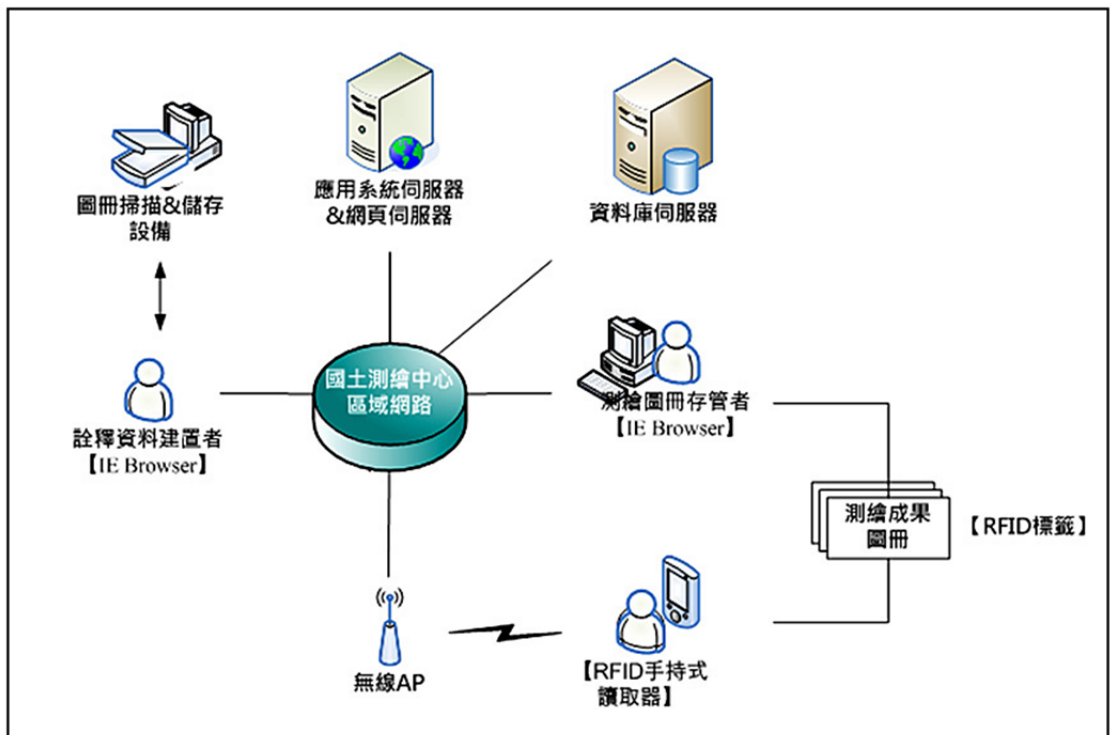 圖冊掃描&儲存
設備
應用系統伺服器
&網頁伺服器
資料庫伺服器
國土測繪中心
區域網路
詮釋資料建置者
【IE Browser】
測繪圖冊存管者
【IE Browser】
測繪成果
圖冊
【RFID標籤】
無線AP
【RFID手持式
讀取器】